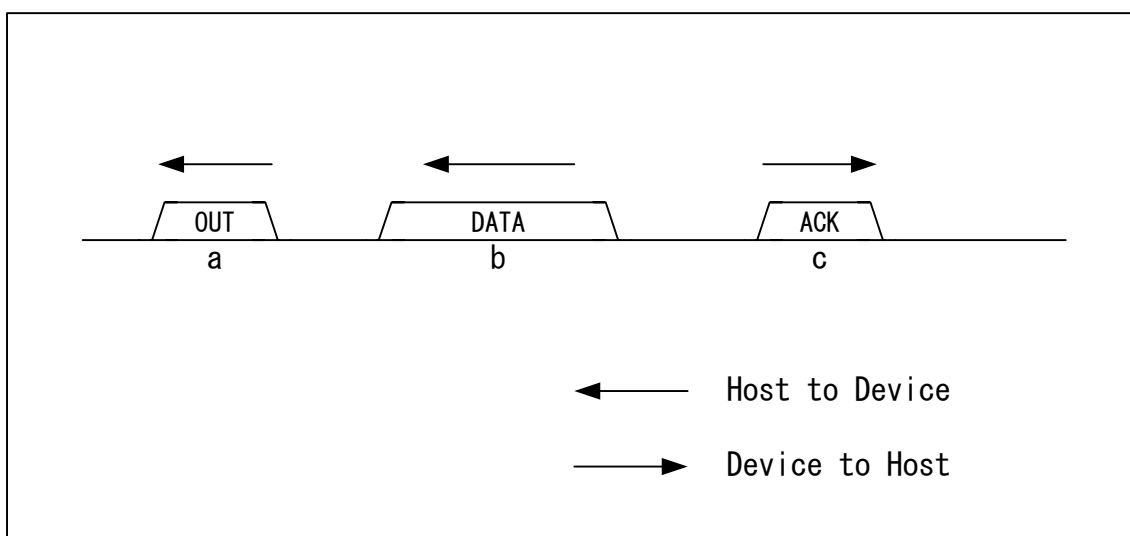 OUT DATA ACK
a b c
Host to Device
Device to Host